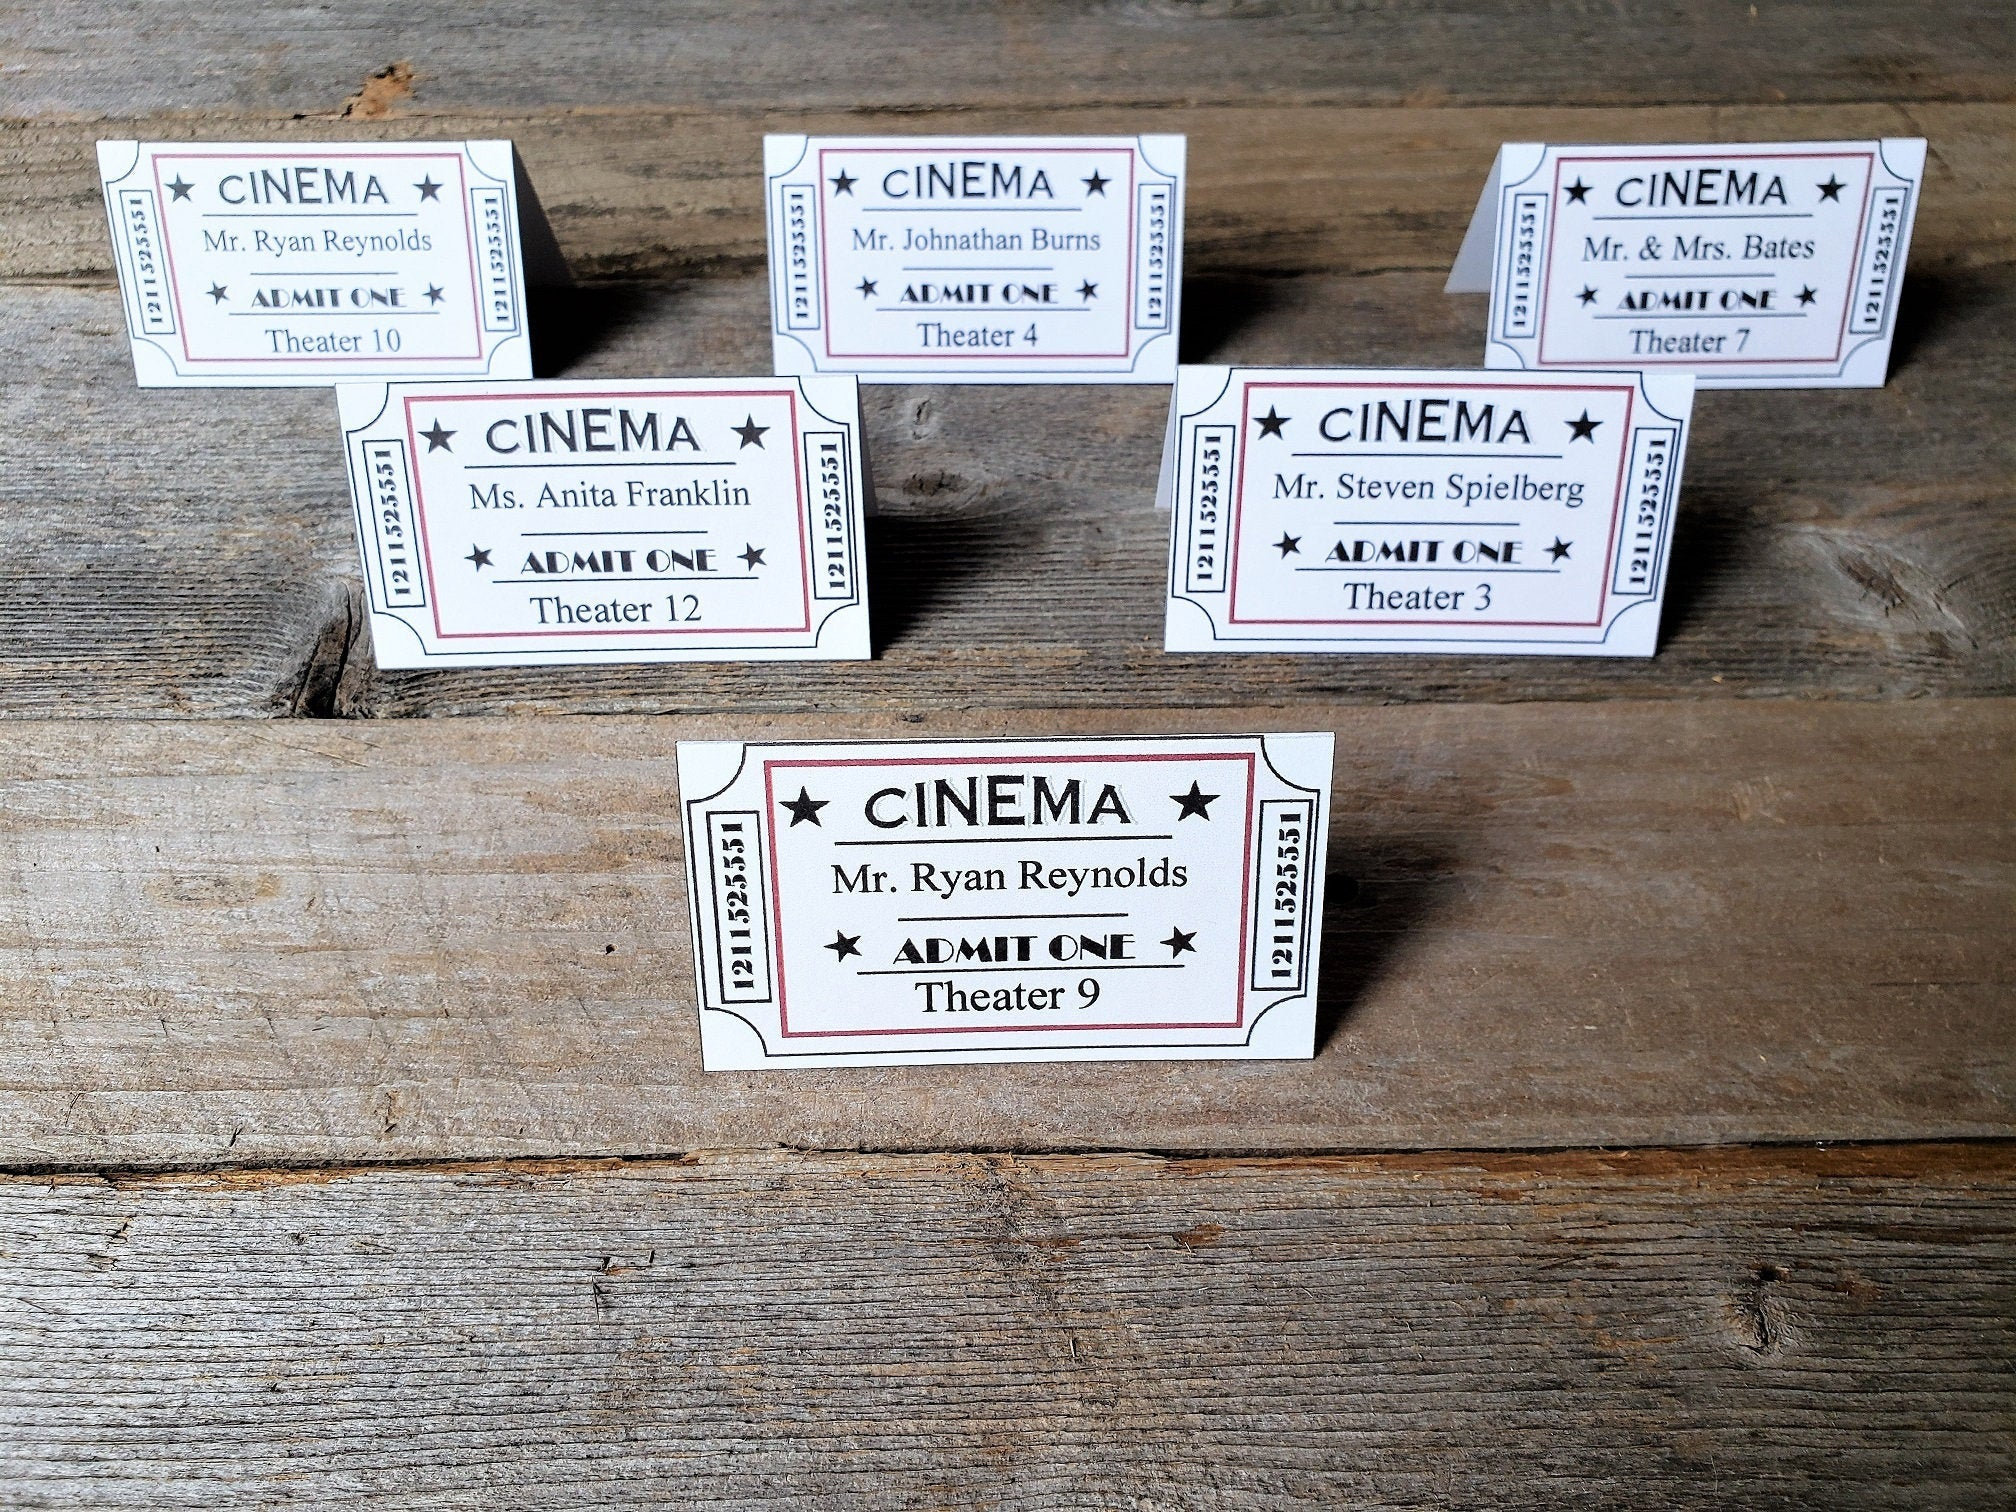 CINEMA
Mr. Ryan Reynolds
ADMIT ONE
Theater 10
1211525551
1211525551
CINEMA
Mr. Johnathan Burns
ADMIT ONE
Theater 4
1211525551
1211525551
CINEMA
Mr. & Mrs. Bates
ADMIT ONE
Theater 7
1211525551
1211525551
CINEMA
Ms. Anita Franklin
ADMIT ONE
Theater 12
1211525551
1211525551
CINEMA
Mr. Steven Spielberg
ADMIT ONE
Theater 3
1211525551
1211525551
CINEMA
Mr. Ryan Reynolds
ADMIT ONE
Theater 9
1211525551
1211525551